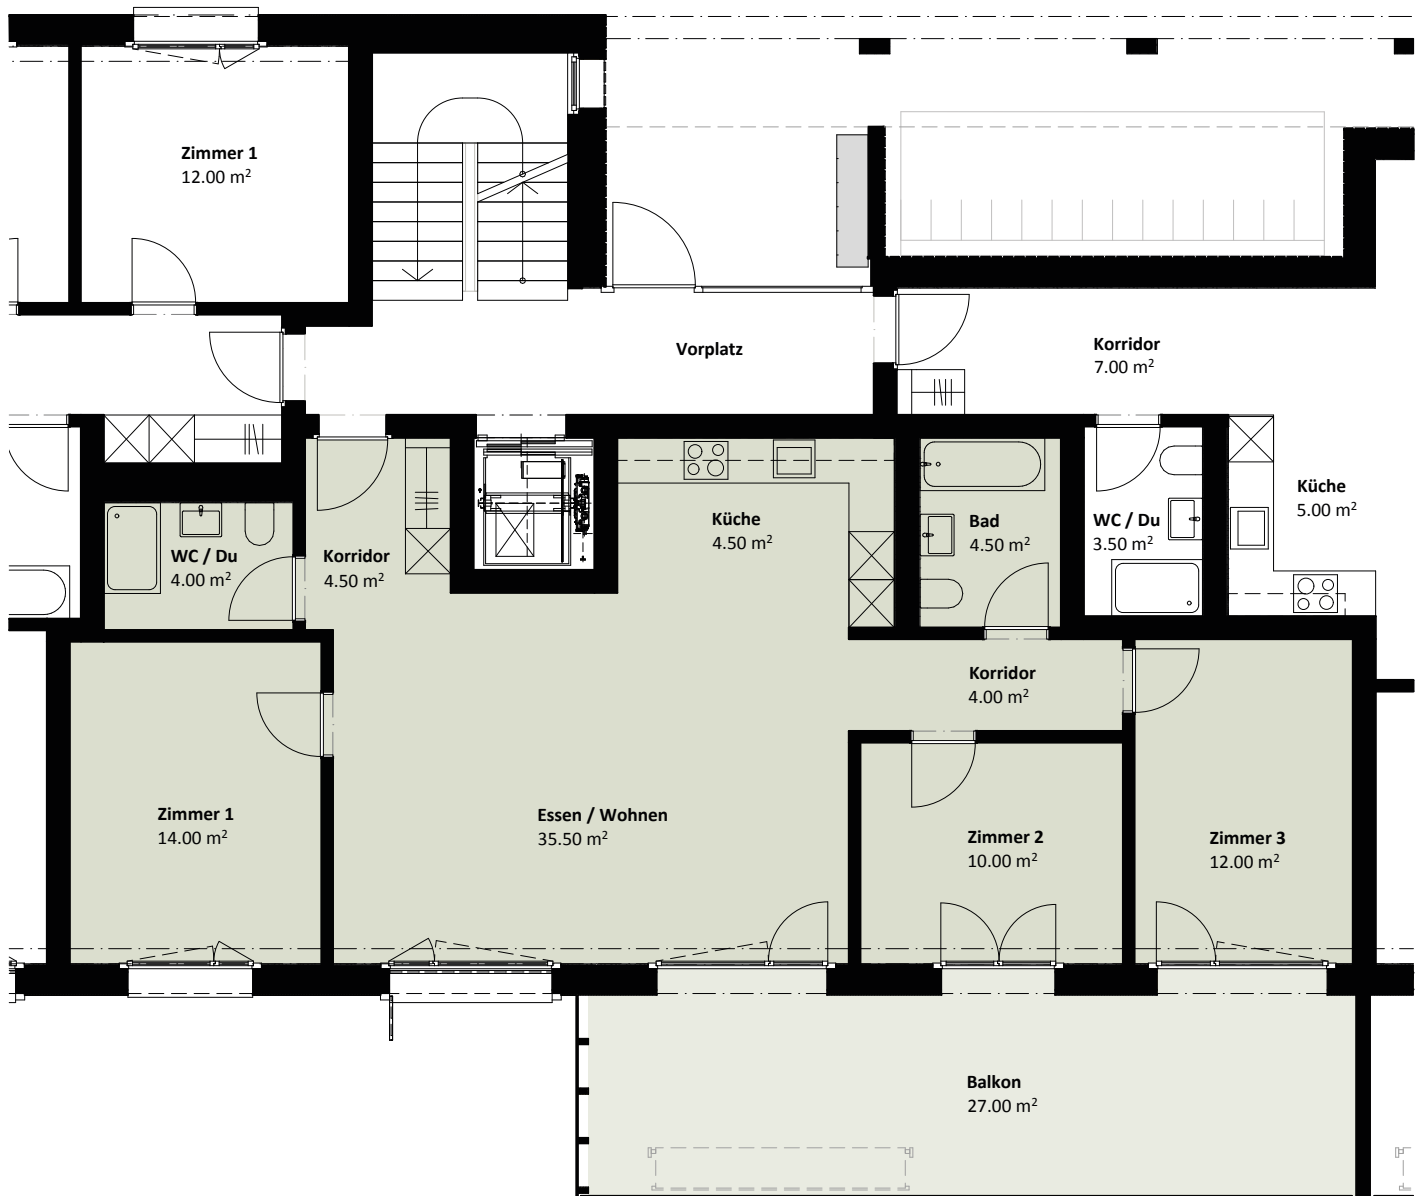 Zimmer 1
12.00 m²
Vorplatz
Korridor
7.00 m²
Küche
5.00 m²
Küche
4.50 m²
Bad
4.50 m²
WC / Du
3.50 m²
WC / Du
4.00 m²
Korridor
4.50 m²
Korridor
4.00 m²
Zimmer 1
14.00 m²
Essen / Wohnen
35.50 m²
Zimmer 2
10.00 m²
Zimmer 3
12.00 m²
Balkon
27.00 m²